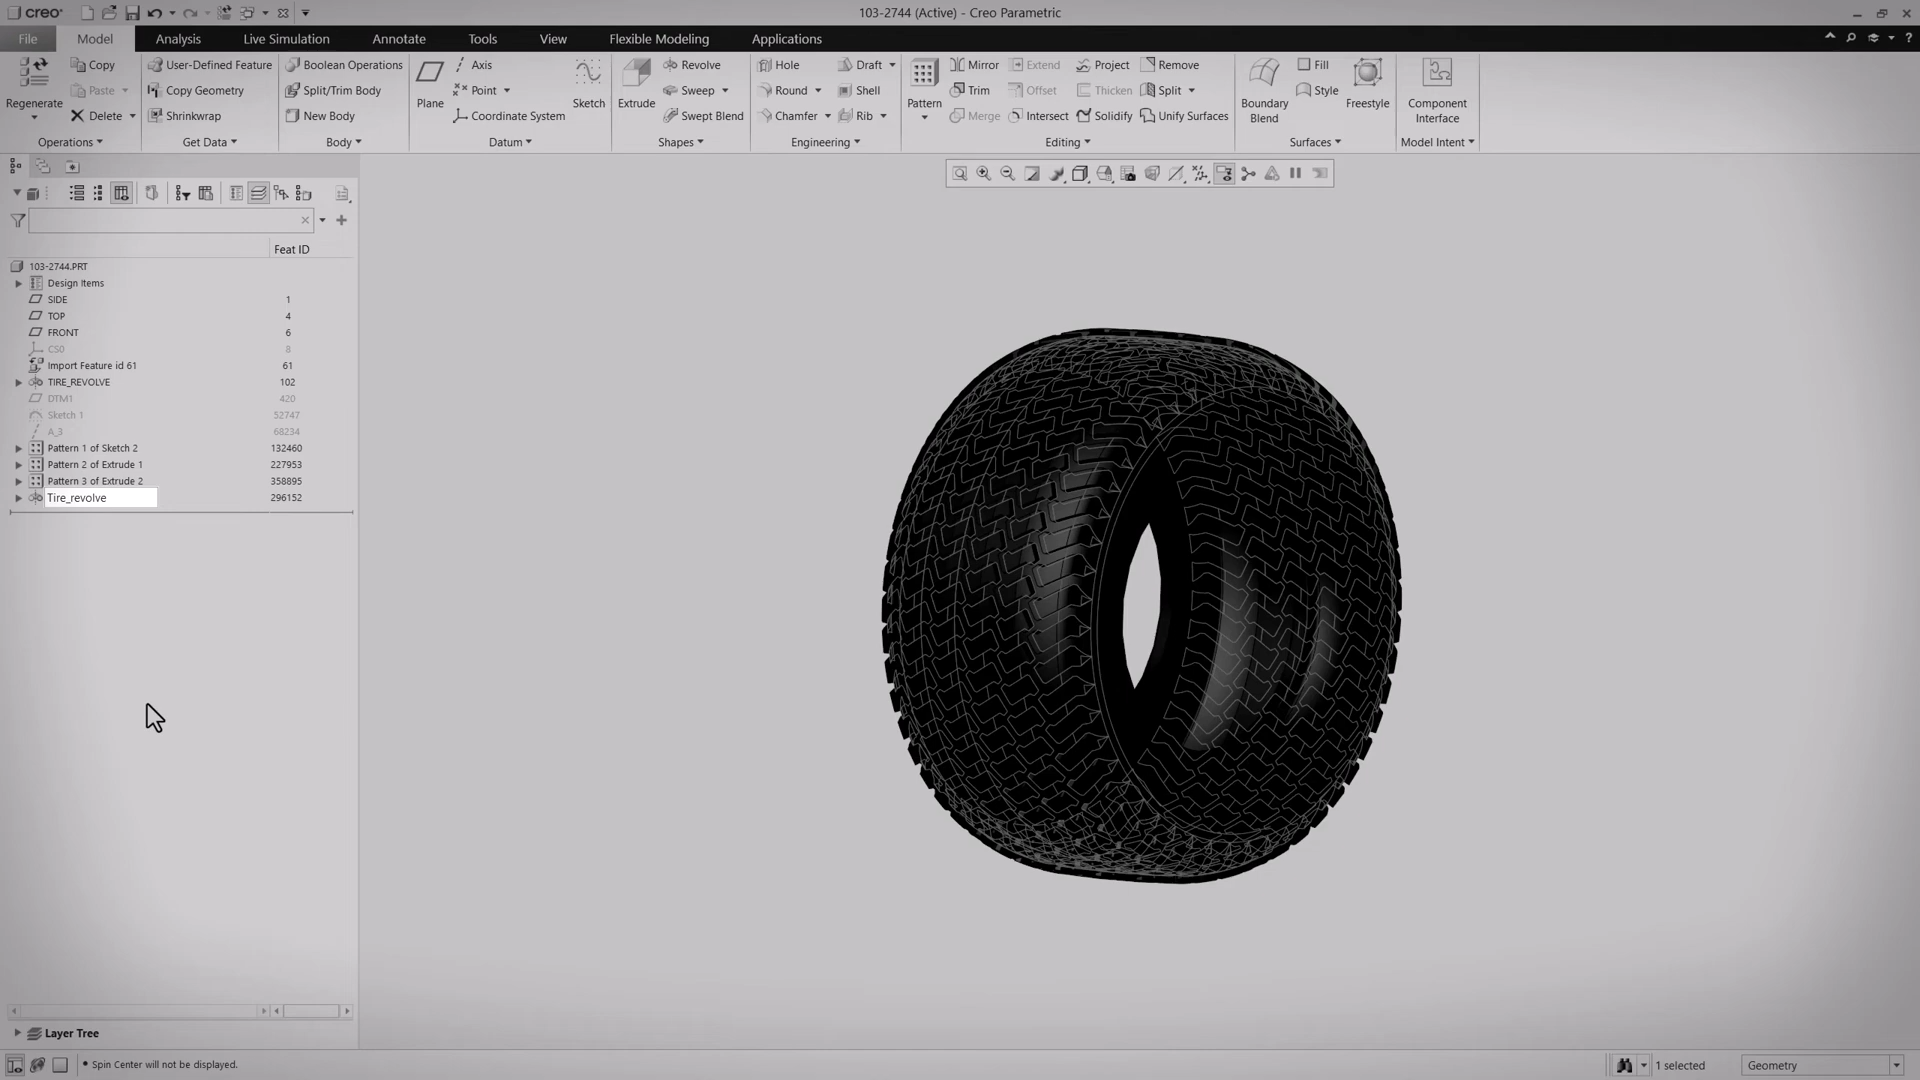 creo
103-2744 (Active) - Creo Parametric
File Model Analysis Live Simulation Annotate Tools View Flexible Modeling Applications
Regenerate
Copy
Paste
Delete
Operations
User-Defined Feature
Copy Geometry
Shrinkwrap
Get Data
Boolean Operations
Split/Trim Body
New Body
Body
Plane
Axis
Point
Coordinate System
Sketch
Datum
Extrude
Revolve
Sweep
Swept Blend
Shapes
Hole
Round
Chamfer
Draft
Shell
Rib
Engineering
Pattern
Mirror
Trim
Merge
Extend
Offset
Intersect
Project
Thicken
Solidify
Remove
Split
Unify Surfaces
Editing
Boundary
Blend
Fill
Style
Freestyle
Surfaces
Component
Interface
Model Intent
Feat ID
103-2744.PRT
Design Items
SIDE 1
TOP 4
FRONT 6
CS0 8
Import Feature id 61 61
TIRE_REVOLVE 102
DTM1 420
Sketch 1 52747
A_3 68234
Pattern 1 of Sketch 2 132460
Pattern 2 of Extrude 1 227953
Pattern 3 of Extrude 2 358895
Tire_revolve 296152
Layer Tree
Spin Center will not be displayed.
1 selected
Geometry